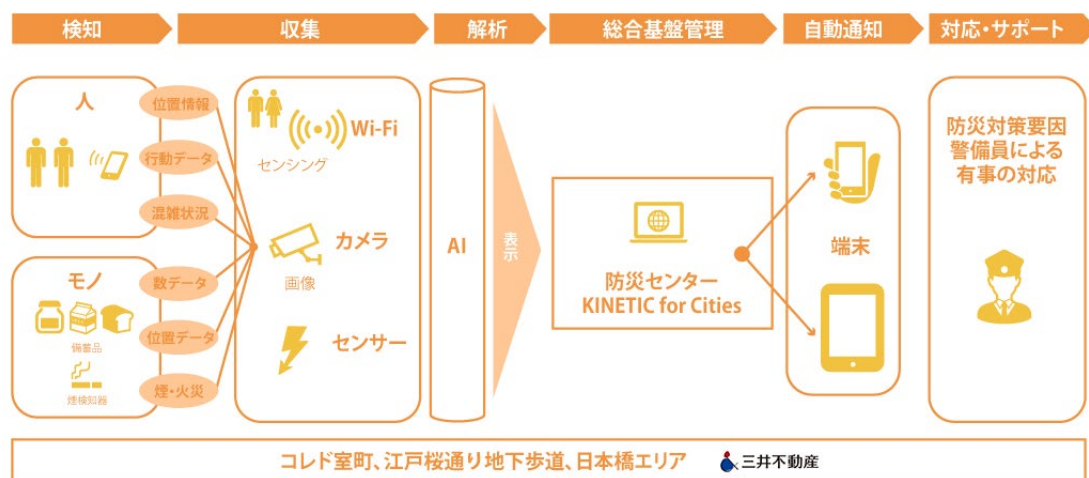 検知
収集
解析
総合基盤管理
自動通知
対応・サポート
人
位置情報
行動データ
混雑状況
モノ
備蓄品
煙検知器
数データ
位置データ
煙・火災
Wi-Fi
センシング
カメラ
画像
センサー
AI
表示
防災センター
KINETIC for Cities
端末
防災対策要因
警備員による
有事の対応
コレド室町、江戸桜通り地下歩道、日本橋エリア 三井不動産